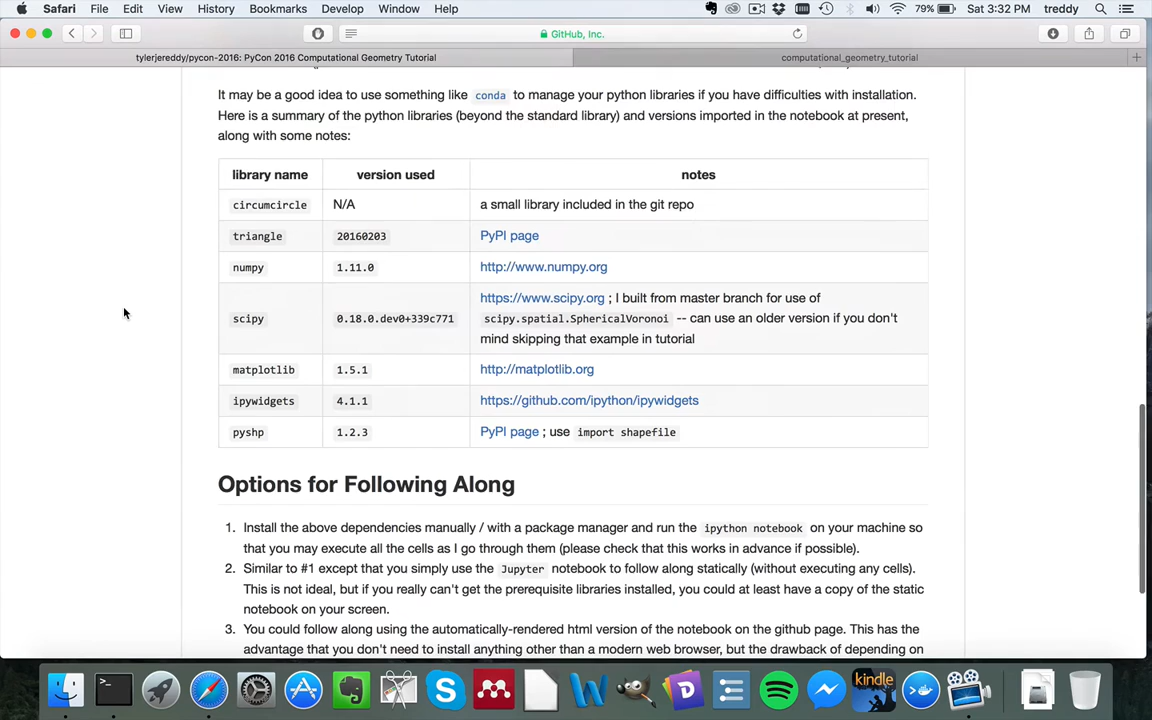 Safari File Edit View History Bookmarks Develop Window Help 79% Sat 3:32 PM treddy
GitHub, Inc.
tylerjereddy/pycon-2016: PyCon 2016 Computational Geometry Tutorial computational_geometry_tutorial
It may be a good idea to use something like conda to manage your python libraries if you have difficulties with installation.
Here is a summary of the python libraries (beyond the standard library) and versions imported in the notebook at present,
along with some notes:
library name version used notes
circumcircle N/A a small library included in the git repo
triangle 20160203 PyPI page
numpy 1.11.0 http://www.numpy.org
https://www.scipy.org ; I built from master branch for use of
scipy 0.18.0.dev0+339c771 scipy.spatial.SphericalVoronoi -- can use an older version if you don't
mind skipping that example in tutorial
matplotlib 1.5.1 http://matplotlib.org
ipywidgets 4.1.1 https://github.com/ipython/ipywidgets
pyshp 1.2.3 PyPI page ; use import shapefile
Options for Following Along
1. Install the above dependencies manually / with a package manager and run the ipython notebook on your machine so
that you may execute all the cells as I go through them (please check that this works in advance if possible).
2. Similar to #1 except that you simply use the Jupyter notebook to follow along statically (without executing any cells).
This is not ideal, but if you really can't get the prerequisite libraries installed, you could at least have a copy of the static
notebook on your screen.
3. You could follow along using the automatically-rendered html version of the notebook on the github page. This has the
advantage that you don't need to install anything other than a modern web browser, but the drawback of depending on
kindle